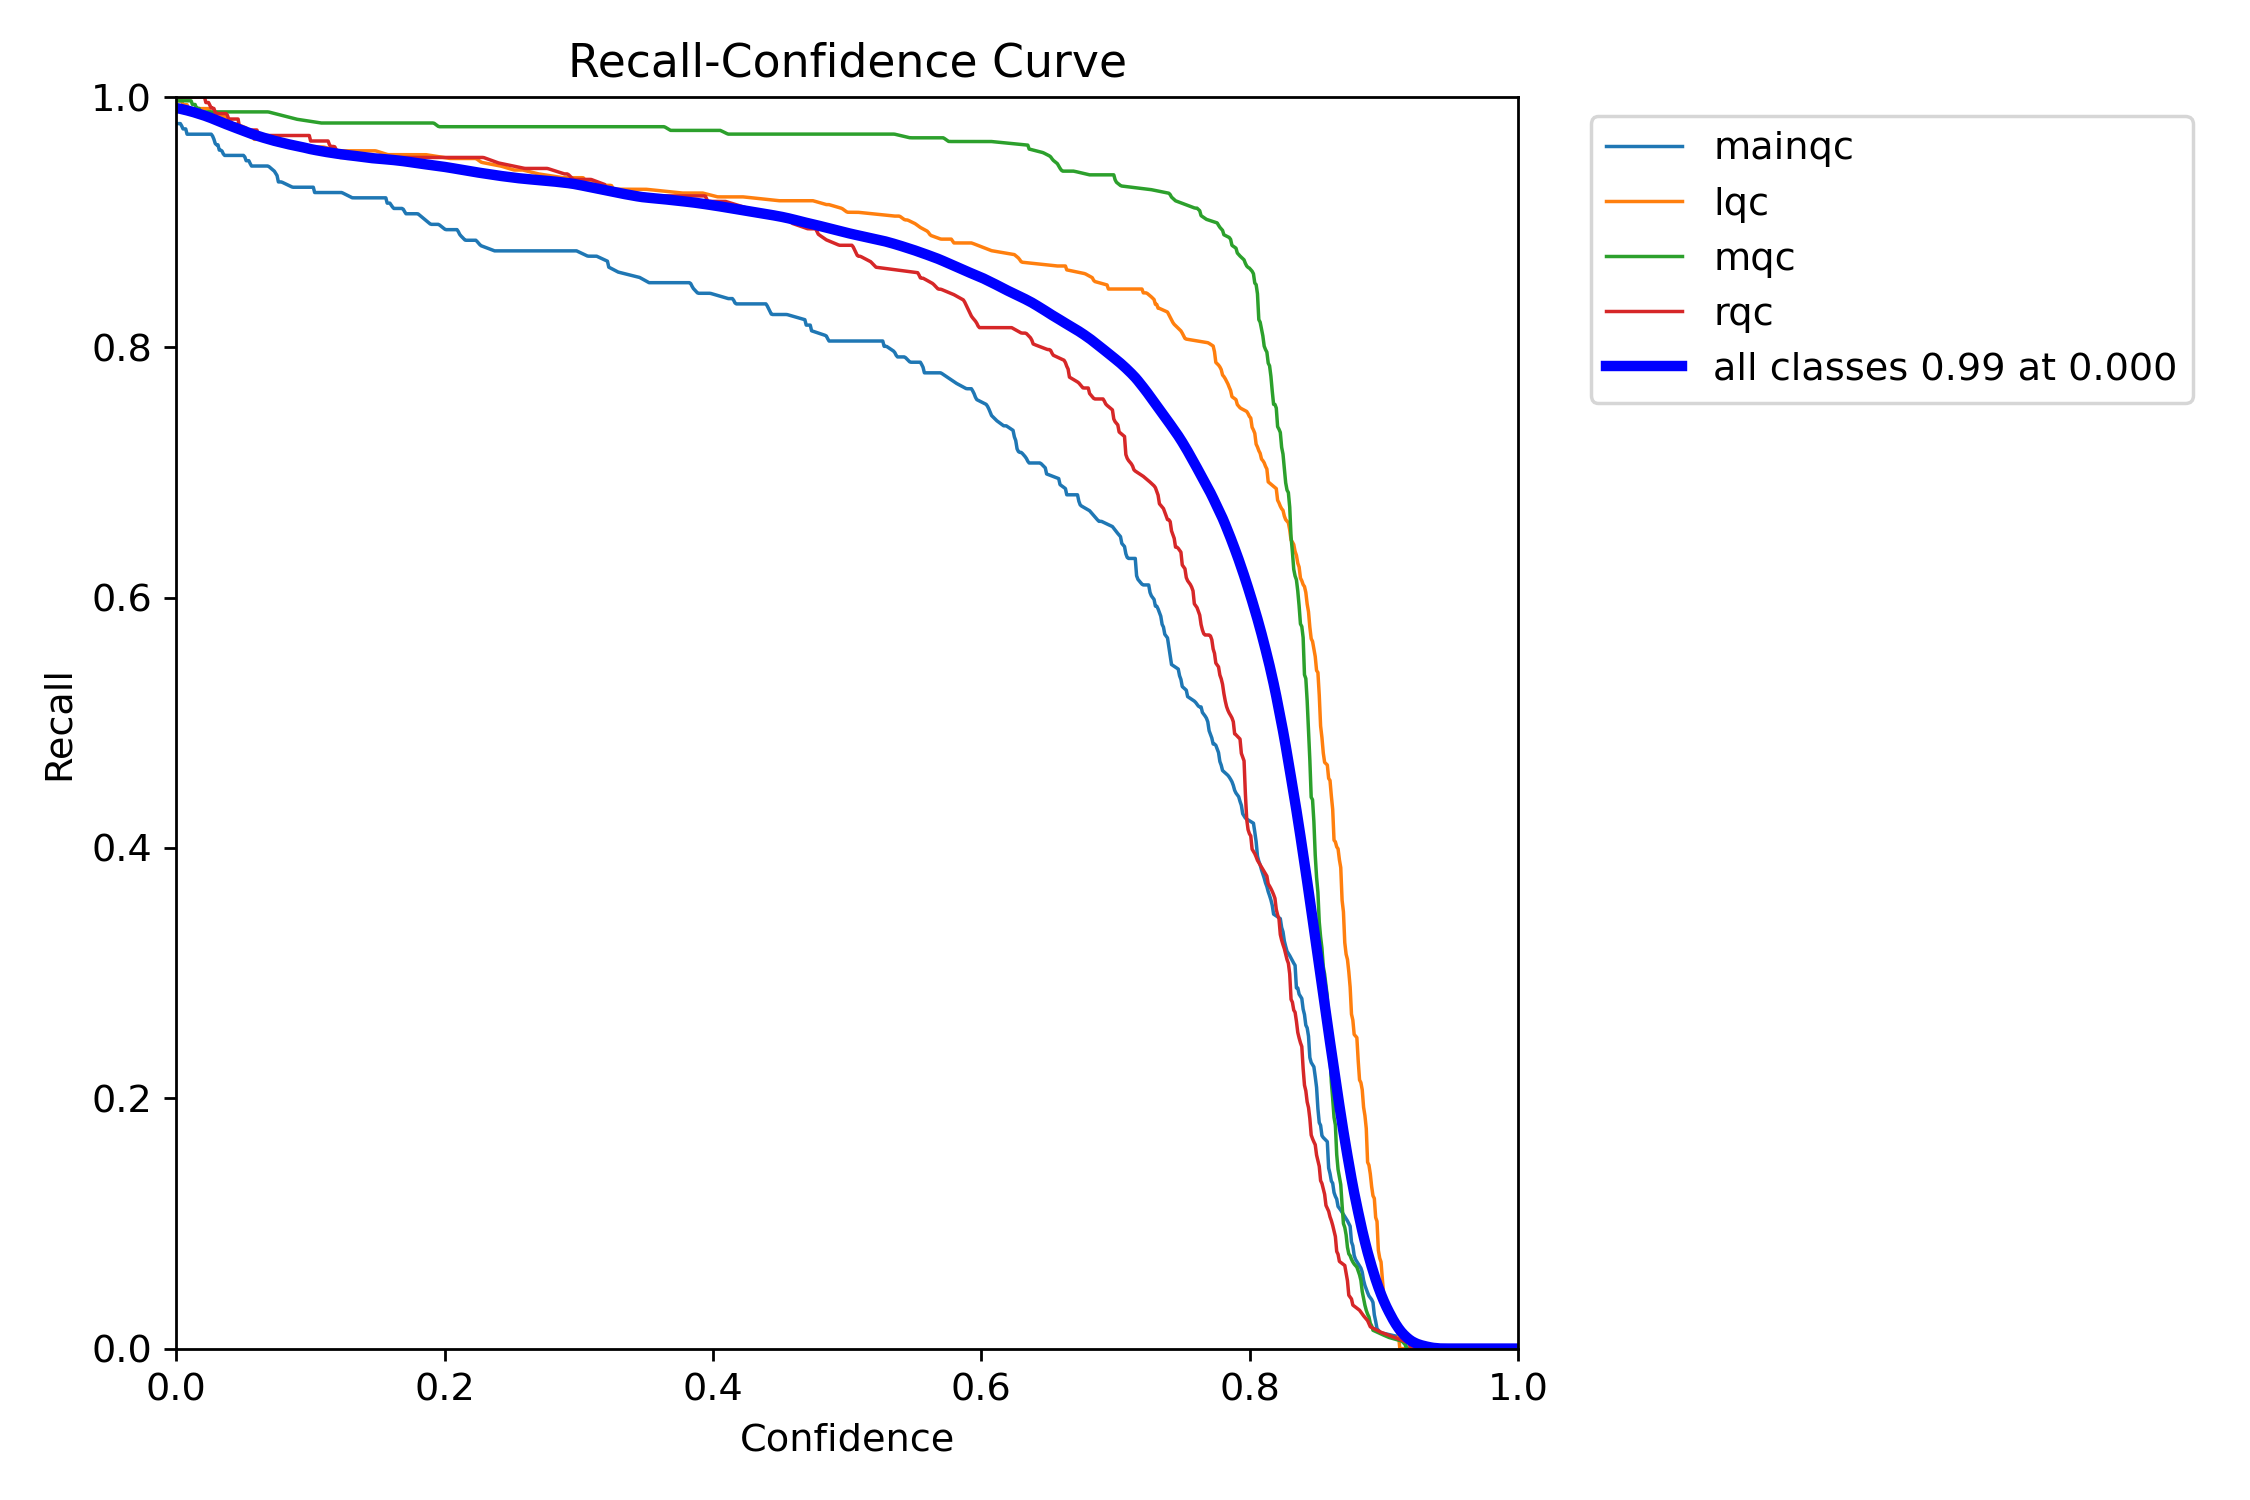 Recall-Confidence Curve
1.0
0.8
0.6
0.4
0.2
0.0
Recall
0.0 0.2 0.4 0.6 0.8 1.0
Confidence
mainqc
lqc
mqc
rqc
all classes 0.99 at 0.000